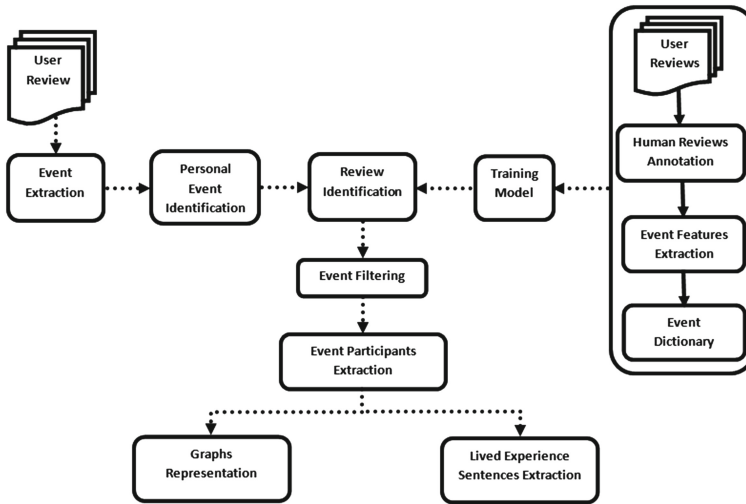 User
Review
User
Reviews
Event
Extraction
Personal
Event
Identification
Review
Identification
Training
Model
Human Reviews
Annotation
Event Features
Extraction
Event
Dictionary
Event Filtering
Event Participants
Extraction
Graphs
Representation
Lived Experience
Sentences Extraction